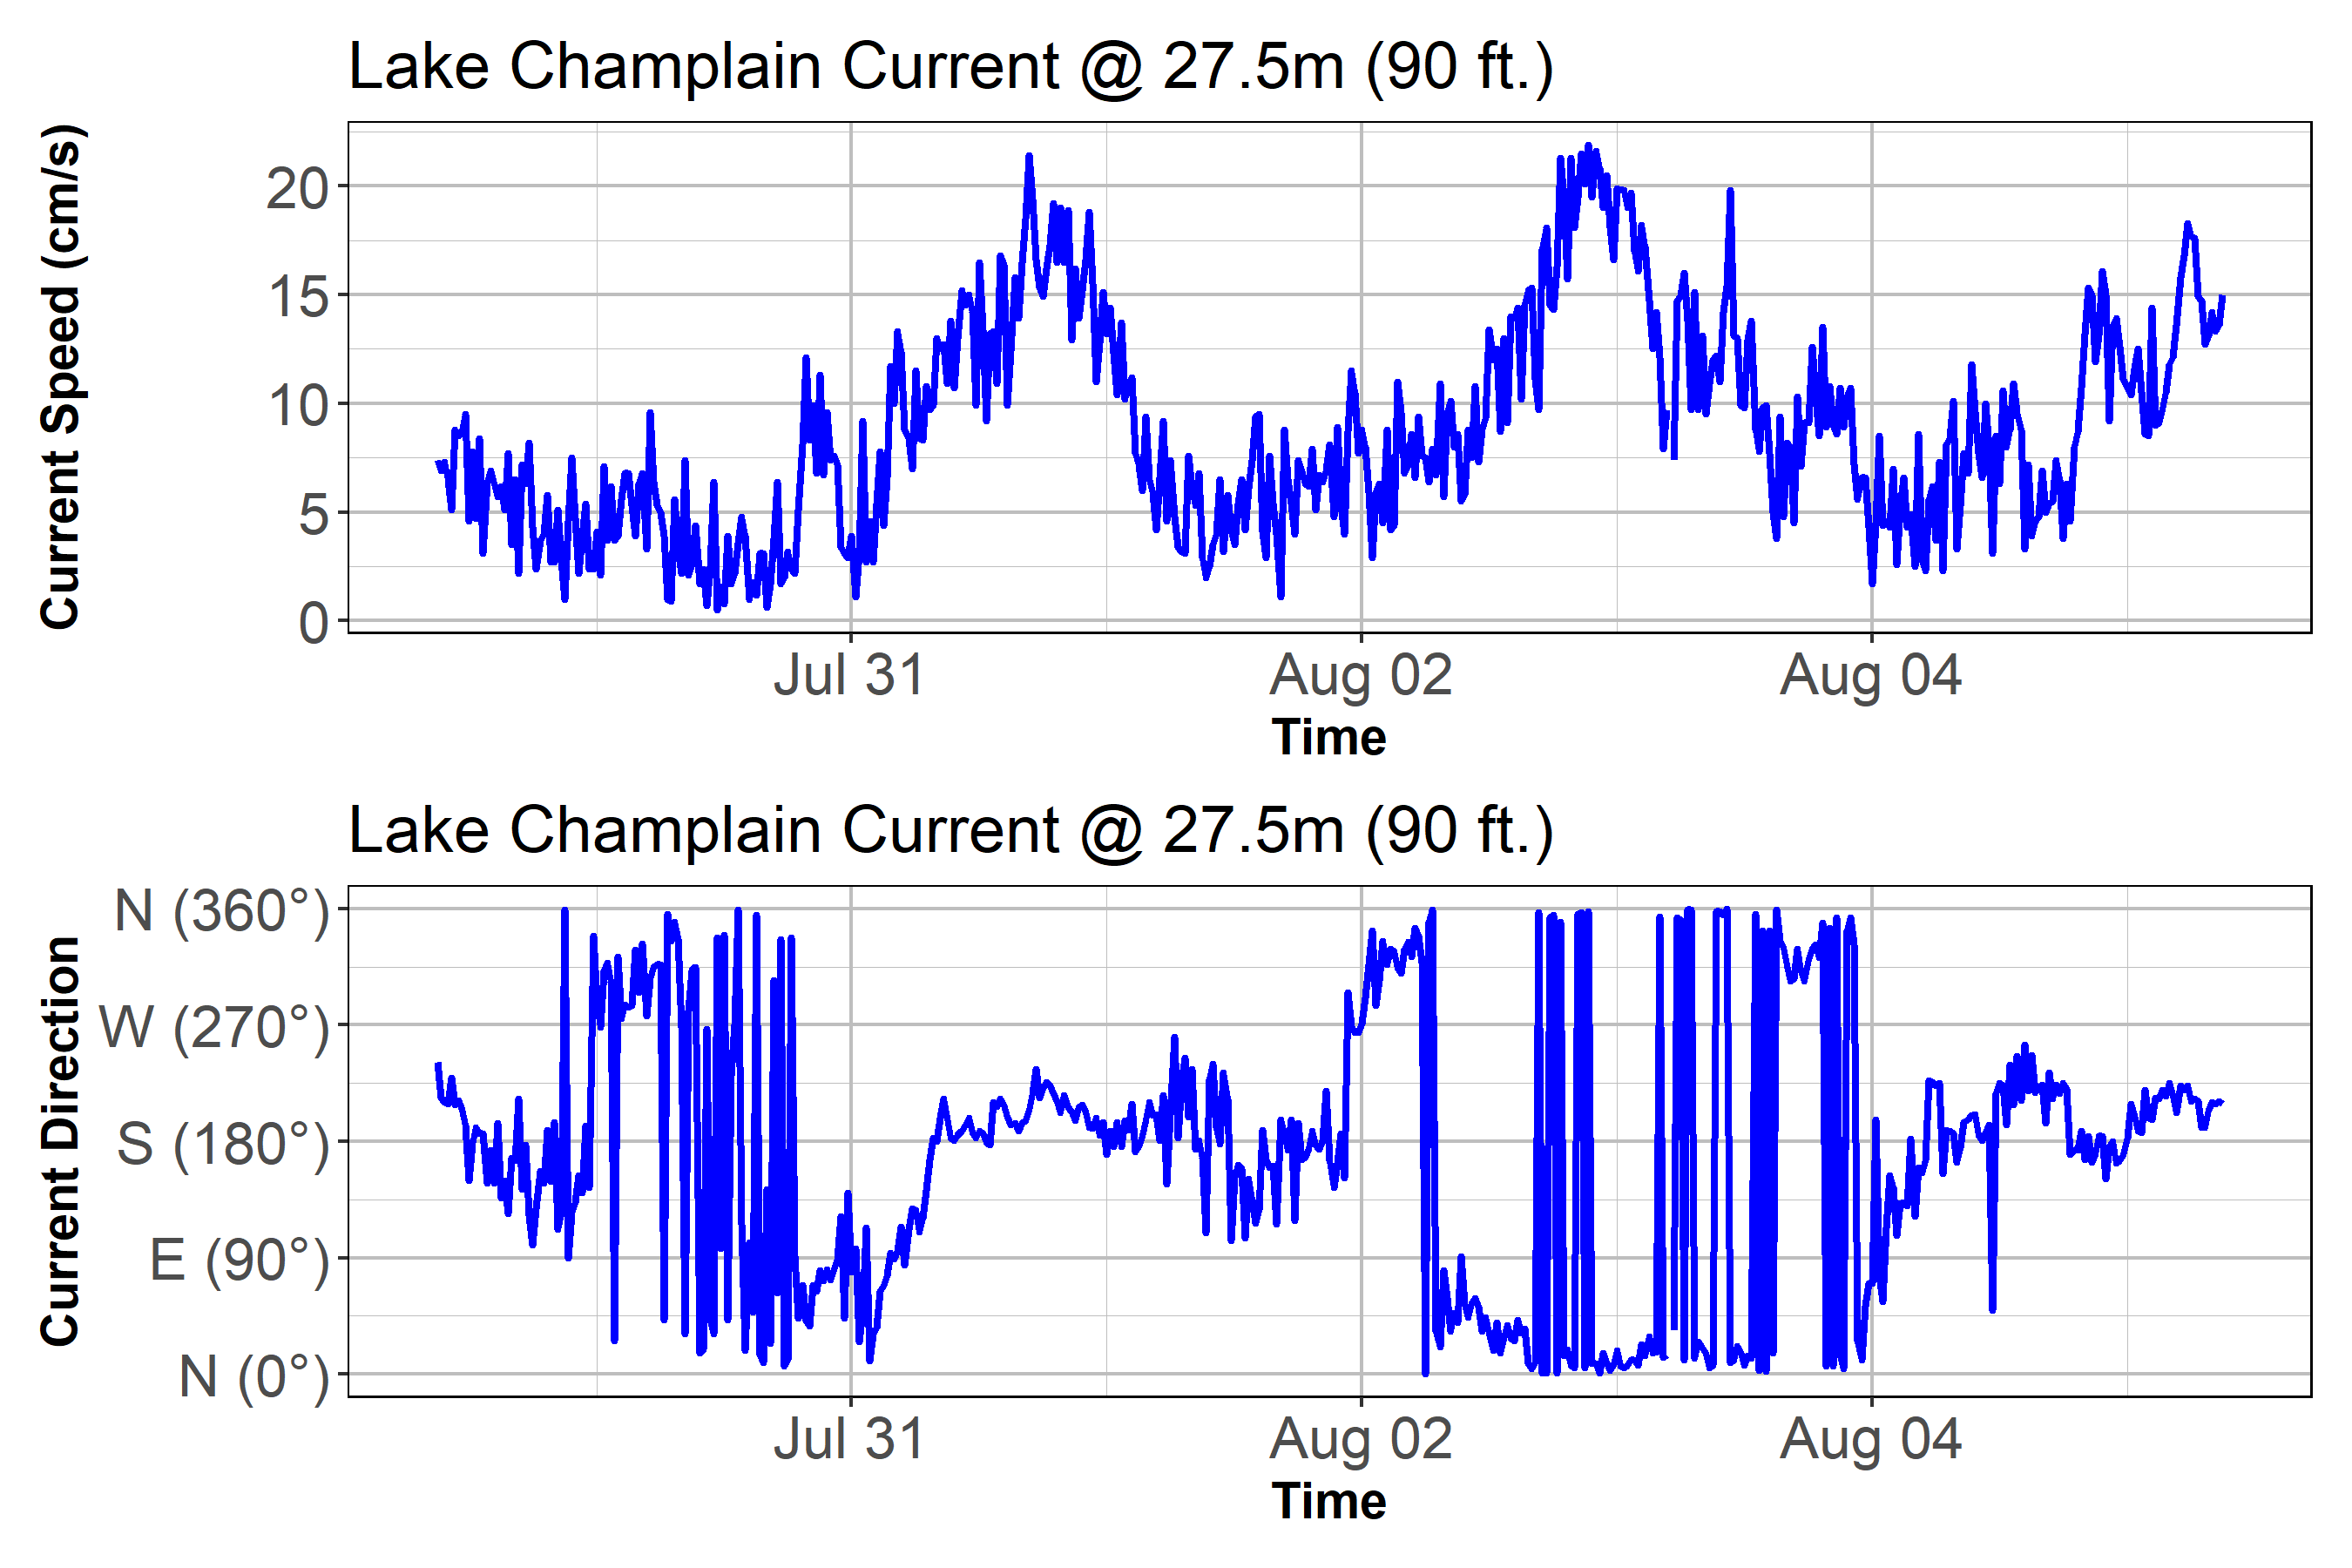 Lake Champlain Current @ 27.5m (90 ft.)
Current Speed (cm/s)
20
15
10
5
0
Jul 31 Aug 02 Aug 04
Time
Lake Champlain Current @ 27.5m (90 ft.)
Current Direction
N (360°)
W (270°)
S (180°)
E (90°)
N (0°)
Jul 31 Aug 02 Aug 04
Time